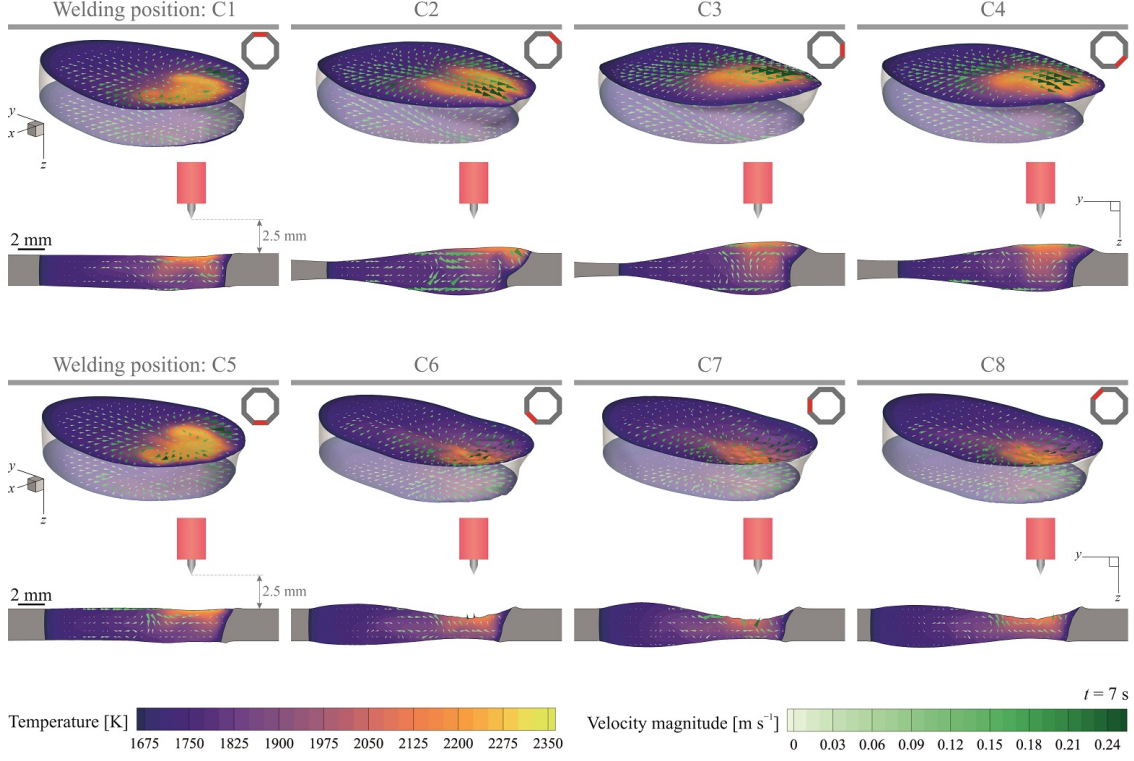 Welding position: C1
C2
C3
C4
y
x
z
2.5 mm
2 mm
y
z
Welding position: C5
C6
C7
C8
y
x
z
2.5 mm
2 mm
y
z
t = 7 s
Temperature [K]
1675 1750 1825 1900 1975 2050 2125 2200 2275 2350
Velocity magnitude [m s⁻¹]
0 0.03 0.06 0.09 0.12 0.15 0.18 0.21 0.24